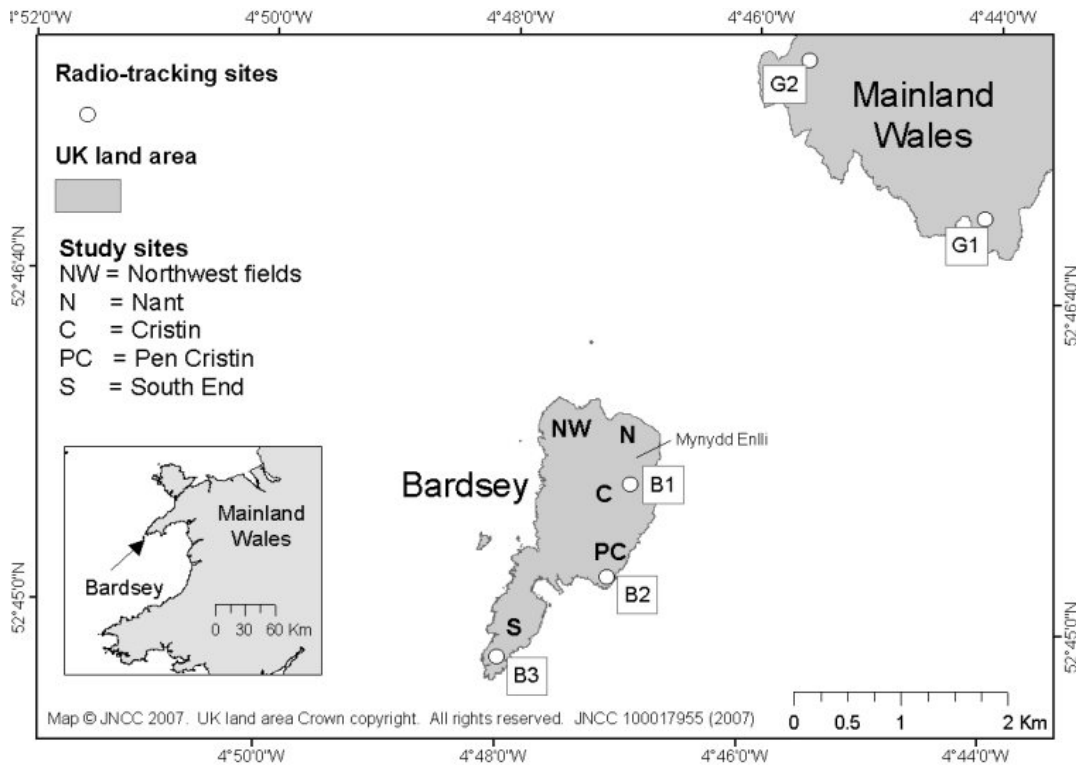 4°52'0"W 4°50'0"W 4°48'0"W 4°46'0"W 4°44'0"W
Radio-tracking sites
UK land area
Study sites
NW = Northwest fields
N = Nant
C = Cristin
PC = Pen Cristin
S = South End
G2
Mainland
Wales
G1
52°46'40"N
52°46'40"N
NW
N
Mynydd Enlli
Bardsey
C
B1
PC
B2
S
B3
52°45'0"N
52°45'0"N
Mainland
Wales
Bardsey
0 30 60 Km
Map © JNCC 2007. UK land area Crown copyright. All rights reserved. JNCC 100017955 (2007)
0 0.5 1 2 Km
4°50'0"W 4°48'0"W 4°46'0"W 4°44'0"W